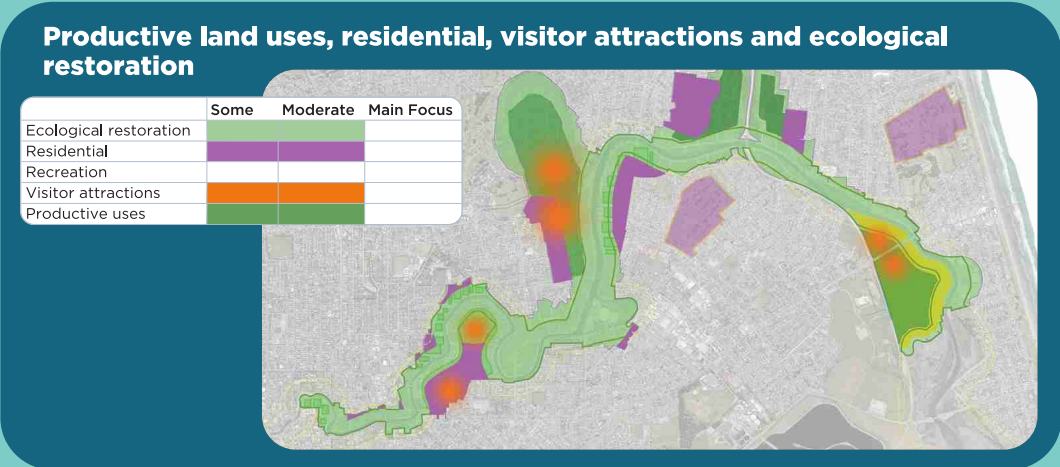 Productive land uses, residential, visitor attractions and ecological
restoration
Some Moderate Main Focus
Ecological restoration
Residential
Recreation
Visitor attractions
Productive uses